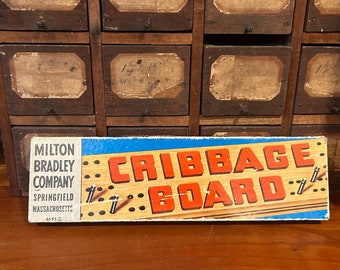 MILTON
BRADLEY
COMPANY
SPRINGFIELD
MASSACHUSETTS
CRIBBAGE
BOARD